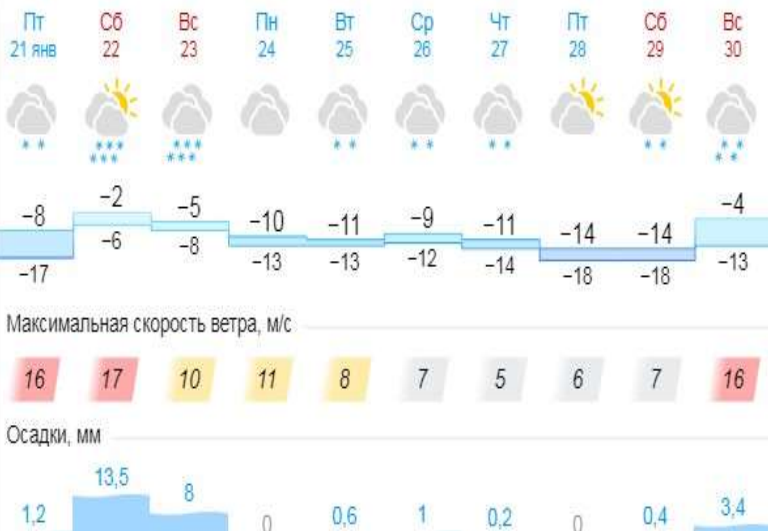 Пт Сб Вс Пн Вт Ср Чт Пт Сб Вс
21 янв 22 23 24 25 26 27 28 29 30
−8 −2 −5 −10 −11 −9 −11 −14 −14 −4
−17 −6 −8 −13 −13 −12 −14 −18 −18 −13
Максимальная скорость ветра, м/с
16 17 10 11 8 7 5 6 7 16
Осадки, мм
1,2 13,5 8 0 0,6 1 0,2 0 0,4 3,4